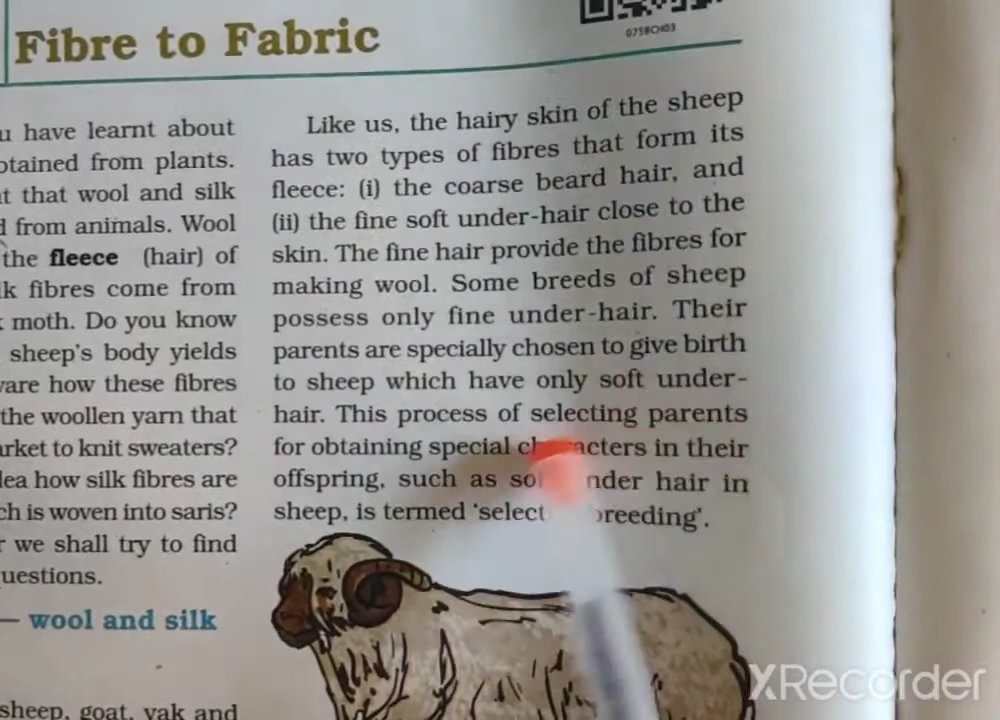 Fibre to Fabric
0758CH03
u have learnt about
btained from plants.
at that wool and silk
d from animals. Wool
the fleece (hair) of
lk fibres come from
k moth. Do you know
sheep's body yields
ware how these fibres
the woollen yarn that
arket to knit sweaters?
dea how silk fibres are
ch is woven into saris?
r we shall try to find
uestions.
— wool and silk
sheep, goat, yak and
Like us, the hairy skin of the sheep
has two types of fibres that form its
fleece: (i) the coarse beard hair, and
(ii) the fine soft under-hair close to the
skin. The fine hair provide the fibres for
making wool. Some breeds of sheep
possess only fine under-hair. Their
parents are specially chosen to give birth
to sheep which have only soft under-
hair. This process of selecting parents
for obtaining special ch acters in their
offspring, such as so nder hair in
sheep, is termed 'select breeding'.
XRecorder